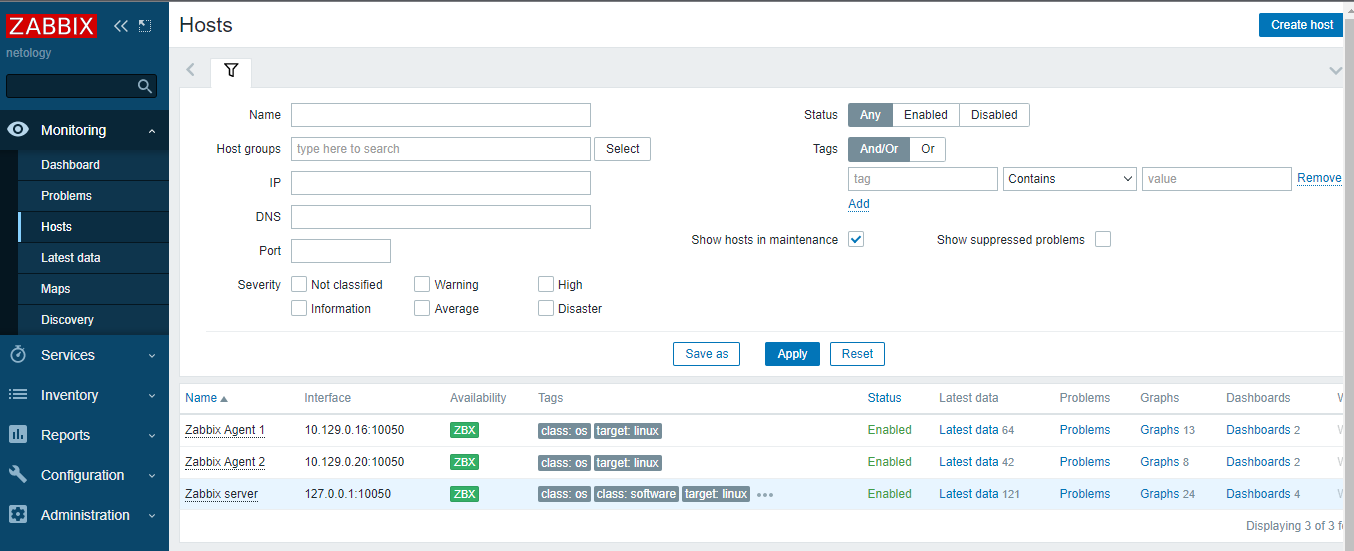 ZABBIX
netology
Monitoring
Dashboard
Problems
Hosts
Latest data
Maps
Discovery
Services
Inventory
Reports
Configuration
Administration
Hosts
Create host
Name
Host groups type here to search Select
IP
DNS
Port
Severity Not classified Warning High
Information Average Disaster
Status Any Enabled Disabled
Tags And/Or Or
tag Contains value Remove
Add
Show hosts in maintenance Show suppressed problems
Save as Apply Reset
Name Interface Availability Tags Status Latest data Problems Graphs Dashboards
Zabbix Agent 1 10.129.0.16:10050 ZBX class: os target: linux Enabled Latest data 64 Problems Graphs 13 Dashboards 2
Zabbix Agent 2 10.129.0.20:10050 ZBX class: os target: linux Enabled Latest data 42 Problems Graphs 8 Dashboards 2
Zabbix server 127.0.0.1:10050 ZBX class: os class: software target: linux ••• Enabled Latest data 121 Problems Graphs 24 Dashboards 4
Displaying 3 of 3